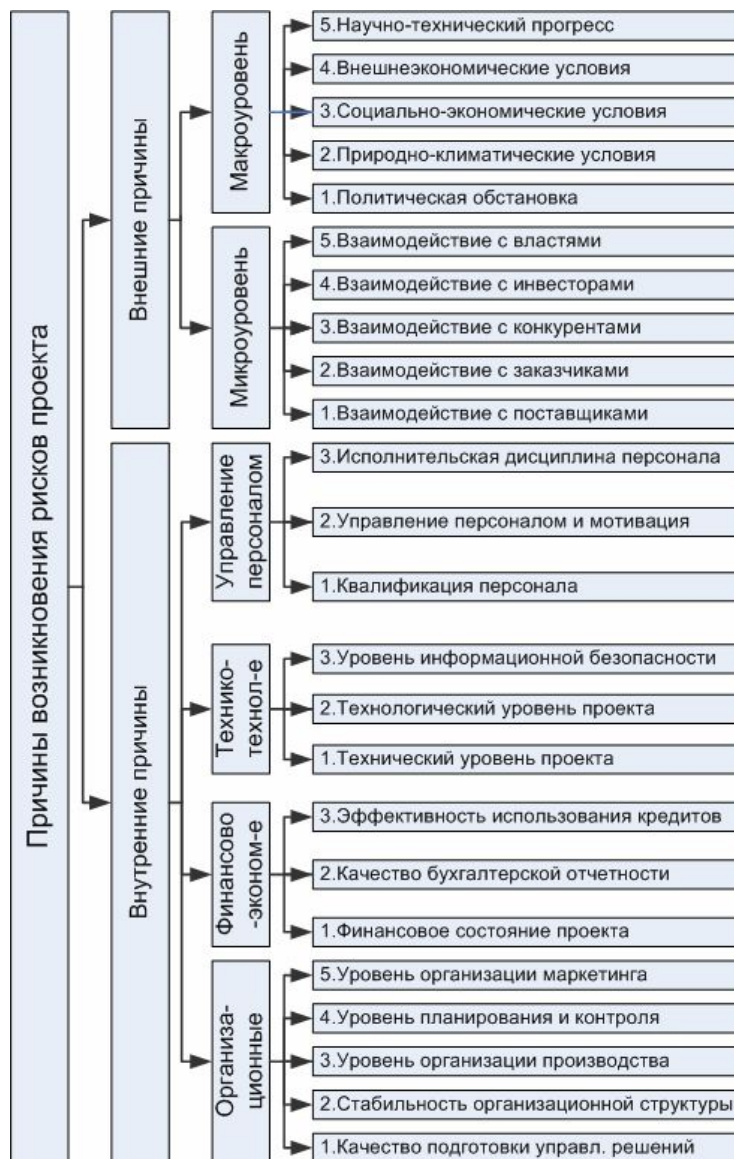 Причины возникновения рисков проекта
Внешние причины
Макроуровень
5.Научно-технический прогресс
4.Внешнеэкономические условия
3.Социально-экономические условия
2.Природно-климатические условия
1.Политическая обстановка
Микроуровень
5.Взаимодействие с властями
4.Взаимодействие с инвесторами
3.Взаимодействие с конкурентами
2.Взаимодействие с заказчиками
1.Взаимодействие с поставщиками
Внутренние причины
Управление
персоналом
3.Исполнительская дисциплина персонала
2.Управление персоналом и мотивация
1.Квалификация персонала
Технико-
технол-е
3.Уровень информационной безопасности
2.Технологический уровень проекта
1.Технический уровень проекта
Финансово
-эконом-е
3.Эффективность использования кредитов
2.Качество бухгалтерской отчетности
1.Финансовое состояние проекта
Организа-
ционные
5.Уровень организации маркетинга
4.Уровень планирования и контроля
3.Уровень организации производства
2.Стабильность организационной структуры
1.Качество подготовки управл. решений